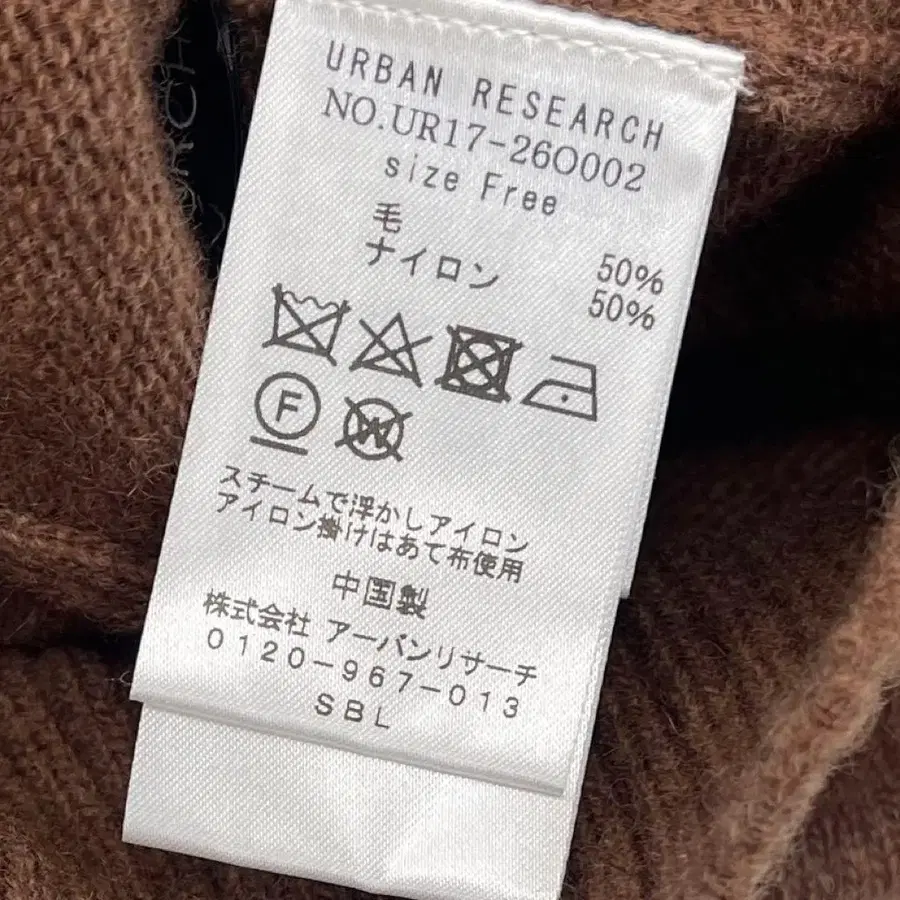 URBAN RESEARCH
NO.UR17-26O002
size Free
毛 50%
ナイロン 50%
F
W
スチームで浮かしアイロン
アイロン掛けはあて布使用
中国製
株式会社 アーバンリサーチ
0120-967-013
SBL